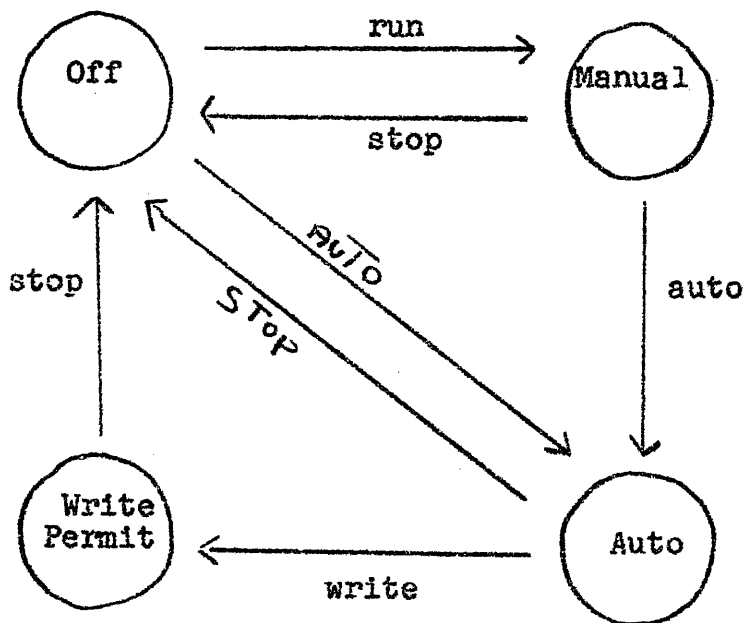 run
Off
Manual
stop
AUTO
stop
auto
STOP
Write
Permit
Auto
write